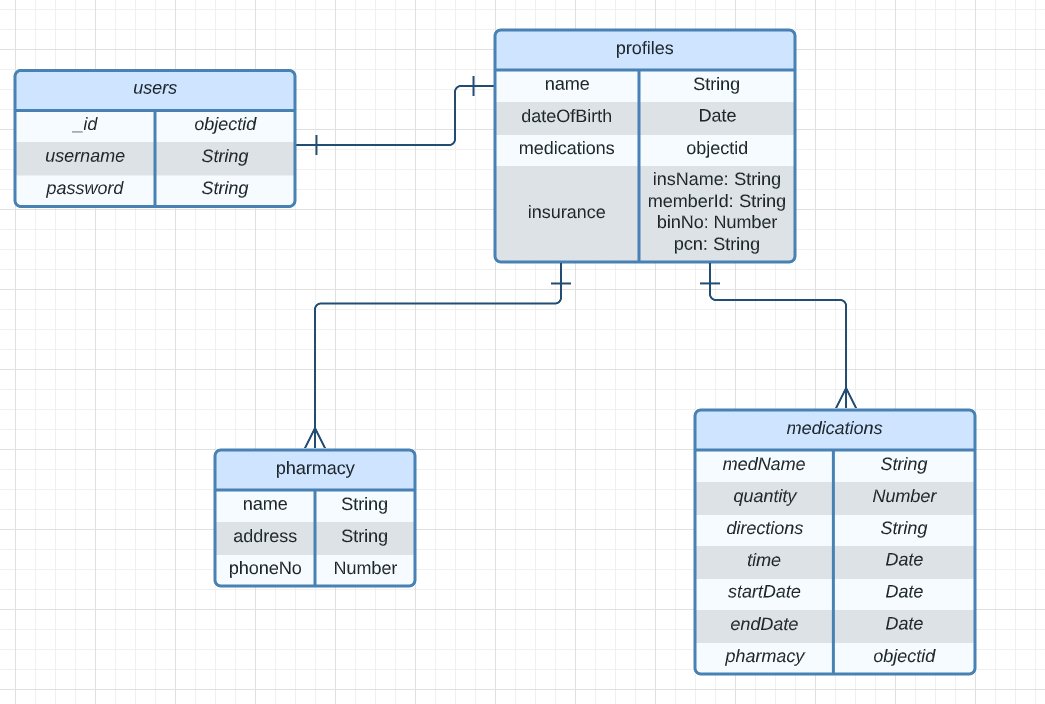 users
_id objectid
username String
password String
profiles
name String
dateOfBirth Date
medications objectid
insurance
insName: String
memberId: String
binNo: Number
pcn: String
pharmacy
name String
address String
phoneNo Number
medications
medName String
quantity Number
directions String
time Date
startDate Date
endDate Date
pharmacy objectid